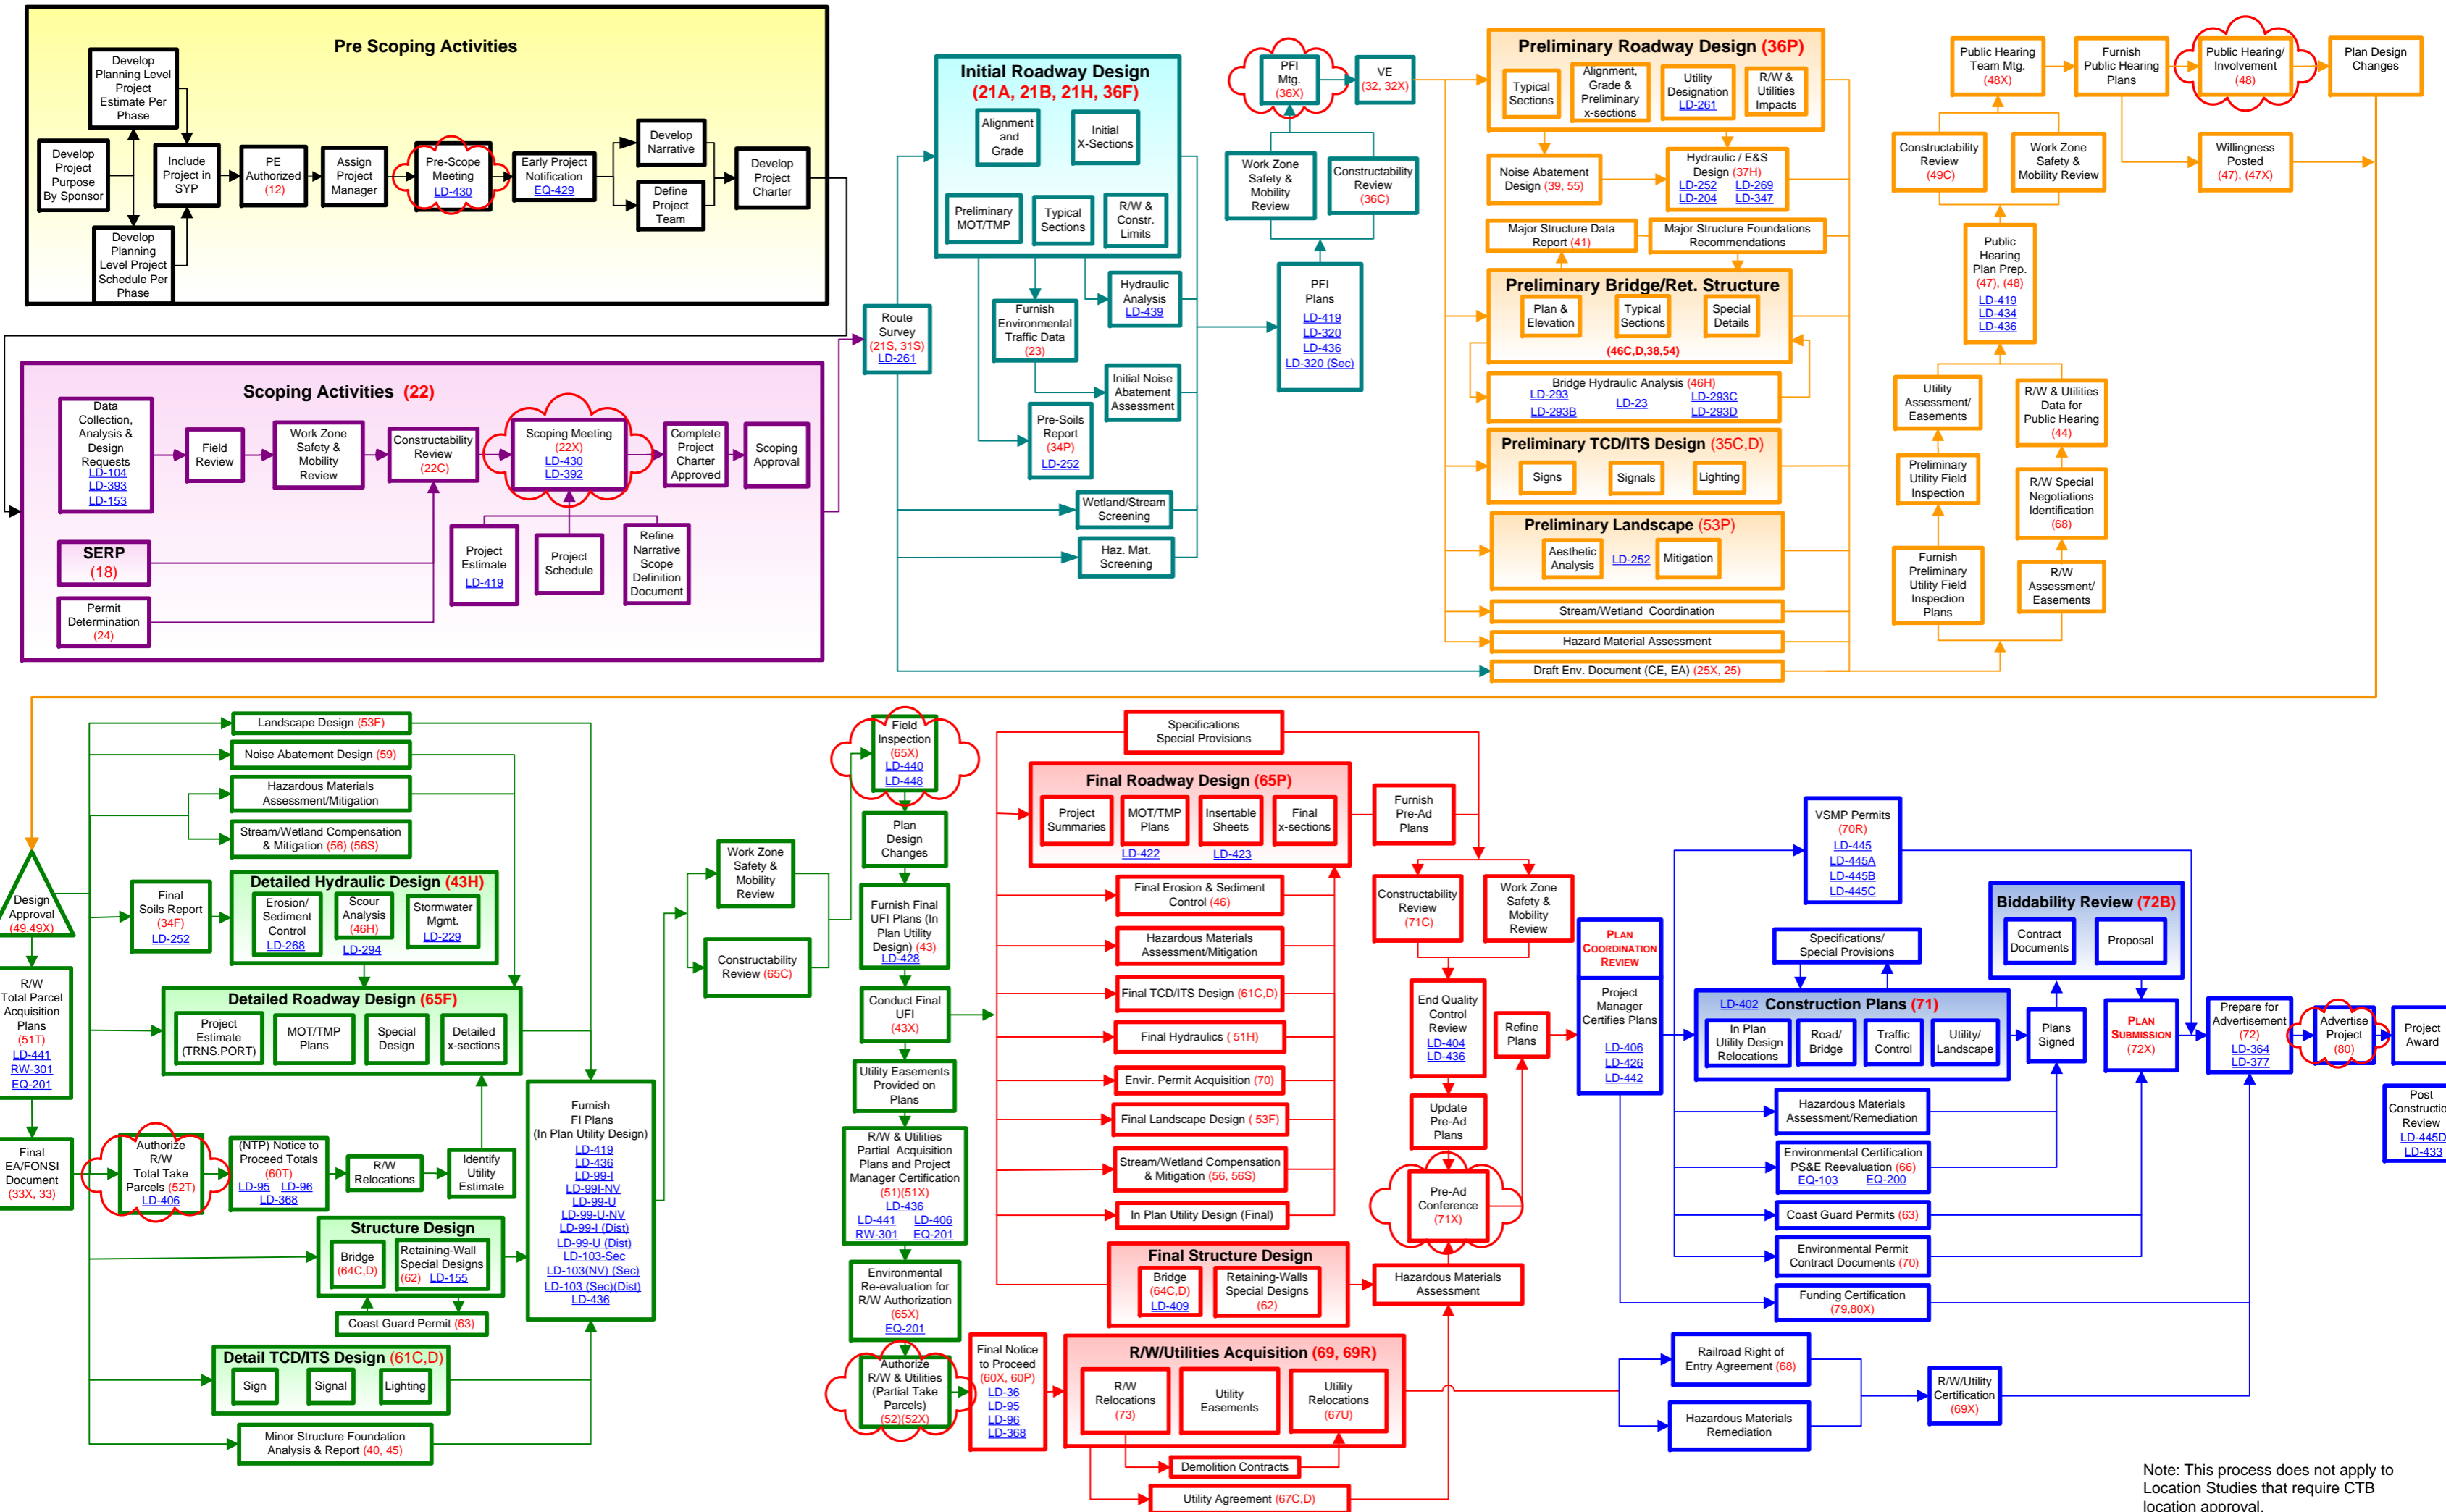 Pre Scoping Activities
Develop
Planning Level
Project
Estimate Per
Phase
Develop
Project
Purpose
By Sponsor
Include
Project in
SYP
Develop
Planning
Level Project
Schedule Per
Phase
PE
Authorized
(12)
Assign
Project
Manager
Pre-Scope
Meeting
LD-430
Early Project
Notification
EQ-429
Develop
Narrative
Define
Project
Team
Develop
Project
Charter
Scoping Activities (22)
Data
Collection,
Analysis &
Design
Requests
LD-104
LD-393
LD-153
Field
Review
Work Zone
Safety &
Mobility
Review
Constructability
Review
(22C)
Scoping Meeting
(22X)
LD-430
LD-392
Complete
Project
Charter
Approved
Scoping
Approval
SERP
(18)
Permit
Determination
(24)
Project
Estimate
LD-419
Project
Schedule
Refine
Narrative
Scope
Definition
Document
Route
Survey
(21S, 31S)
LD-261
Initial Roadway Design
(21A, 21B, 21H, 36F)
Alignment
and
Grade
Initial
X-Sections
Preliminary
MOT/TMP
Typical
Sections
R/W &
Constr.
Limits
Furnish
Environmental
Traffic Data
(23)
Hydraulic
Analysis
LD-439
Initial Noise
Abatement
Assessment
Pre-Soils
Report
(34P)
LD-252
Wetland/Stream
Screening
Haz. Mat.
Screening
PFI
Mtg.
(36X)
VE
(32, 32X)
Work Zone
Safety &
Mobility
Review
Constructability
Review
(36C)
PFI
Plans
LD-419
LD-320
LD-436
LD-320 (Sec)
Preliminary Roadway Design (36P)
Typical
Sections
Alignment,
Grade &
Preliminary
x-sections
Utility
Designation
LD-261
R/W &
Utilities
Impacts
Noise Abatement
Design (39, 55)
Hydraulic / E&S
Design (37H)
LD-252 LD-269
LD-204 LD-347
Major Structure Data
Report (41)
Major Structure Foundations
Recommendations
Preliminary Bridge/Ret. Structure
Plan &
Elevation
Typical
Sections
Special
Details
(46C,D,38,54)
Bridge Hydraulic Analysis (46H)
LD-293 LD-23 LD-293C
LD-293B LD-293D
Preliminary TCD/ITS Design (35C,D)
Signs
Signals
Lighting
Preliminary Landscape (53P)
Aesthetic
Analysis
LD-252
Mitigation
Stream/Wetland Coordination
Hazard Material Assessment
Draft Env. Document (CE, EA) (25X, 25)
Public Hearing
Team Mtg.
(48X)
Furnish
Public Hearing
Plans
Public Hearing/
Involvement
(48)
Plan Design
Changes
Constructability
Review
(49C)
Work Zone
Safety &
Mobility Review
Willingness
Posted
(47), (47X)
Public
Hearing
Plan Prep.
(47), (48)
LD-419
LD-434
LD-436
Utility
Assessment/
Easements
R/W & Utilities
Data for
Public Hearing
(44)
Preliminary
Utility Field
Inspection
R/W Special
Negotiations
Identification
(68)
Furnish
Preliminary
Utility Field
Inspection
Plans
R/W
Assessment/
Easements
Design
Approval
(49,49X)
R/W
Total Parcel
Acquisition
Plans
(51T)
LD-441
RW-301
EQ-201
Final
EA/FONSI
Document
(33X, 33)
Landscape Design (53F)
Noise Abatement Design (59)
Hazardous Materials
Assessment/Mitigation
Stream/Wetland Compensation
& Mitigation (56) (56S)
Final
Soils Report
(34F)
LD-252
Detailed Hydraulic Design (43H)
Erosion/
Sediment
Control
LD-268
Scour
Analysis
(46H)
LD-294
Stormwater
Mgmt.
LD-229
Detailed Roadway Design (65F)
Project
Estimate
(TRNS.PORT)
MOT/TMP
Plans
Special
Design
Detailed
x-sections
Authorize
R/W
Total Take
Parcels (52T)
LD-406
(NTP) Notice to
Proceed Totals
(60T)
LD-95 LD-96
LD-368
R/W
Relocations
Identify
Utility
Estimate
Structure Design
Bridge
(64C,D)
Retaining-Wall
Special Designs
(62) LD-155
Coast Guard Permit (63)
Detail TCD/ITS Design (61C,D)
Sign
Signal
Lighting
Minor Structure Foundation
Analysis & Report (40, 45)
Furnish
FI Plans
(In Plan Utility Design)
LD-419
LD-436
LD-99-I
LD-99I-NV
LD-99-U
LD-99-U-NV
LD-99-I (Dist)
LD-99-U (Dist)
LD-103-Sec
LD-103(NV) (Sec)
LD-103 (Sec)(Dist)
LD-436
Work Zone
Safety &
Mobility
Review
Constructability
Review (65C)
Field
Inspection
(65X)
LD-440
LD-448
Plan
Design
Changes
Furnish Final
UFI Plans (In
Plan Utility
Design) (43)
LD-428
Conduct Final
UFI
(43X)
Utility Easements
Provided on
Plans
R/W & Utilities
Partial Acquisition
Plans and Project
Manager Certification
(51)(51X)
LD-436
LD-441 LD-406
RW-301 EQ-201
Environmental
Re-evaluation for
R/W Authorization
(65X)
EQ-201
Authorize
R/W & Utilities
(Partial Take
Parcels)
(52)(52X)
Final Notice
to Proceed
(60X, 60P)
LD-36
LD-95
LD-96
LD-368
Specifications
Special Provisions
Final Roadway Design (65P)
Project
Summaries
MOT/TMP
Plans
Insertable
Sheets
Final
x-sections
LD-422 LD-423
Final Erosion & Sediment
Control (46)
Hazardous Materials
Assessment/Mitigation
Final TCD/ITS Design (61C,D)
Final Hydraulics ( 51H)
Envir. Permit Acquisition (70)
Final Landscape Design ( 53F)
Stream/Wetland Compensation
& Mitigation (56, 56S)
In Plan Utility Design (Final)
Final Structure Design
Bridge
(64C,D)
LD-409
Retaining-Walls
Special Designs
(62)
R/W/Utilities Acquisition (69, 69R)
R/W
Relocations
(73)
Utility
Easements
Utility
Relocations
(67U)
Demolition Contracts
Utility Agreement (67C,D)
Furnish
Pre-Ad
Plans
Constructability
Review
(71C)
Work Zone
Safety &
Mobility
Review
End Quality
Control
Review
LD-404
LD-436
Update
Pre-Ad
Plans
Pre-Ad
Conference
(71X)
Hazardous Materials
Assessment
Refine
Plans
PLAN
COORDINATION
REVIEW
Project
Manager
Certifies Plans
LD-406
LD-426
LD-442
VSMP Permits
(70R)
LD-445
LD-445A
LD-445B
LD-445C
Specifications/
Special Provisions
Biddability Review (72B)
Contract
Documents
Proposal
LD-402 Construction Plans (71)
In Plan
Utility Design
Relocations
Road/
Bridge
Traffic
Control
Utility/
Landscape
Plans
Signed
PLAN
SUBMISSION
(72X)
Prepare for
Advertisement
(72)
LD-364
LD-377
Advertise
Project
(80)
Project
Award
Post
Constructio
Review
LD-445D
LD-433
Hazardous Materials
Assessment/Remediation
Environmental Certification
PS&E Reevaluation (66)
EQ-103 EQ-200
Coast Guard Permits (63)
Environmental Permit
Contract Documents (70)
Funding Certification
(79,80X)
Railroad Right of
Entry Agreement (68)
Hazardous Materials
Remediation
R/W/Utility
Certification
(69X)
Note: This process does not apply to
Location Studies that require CTB
location approval.